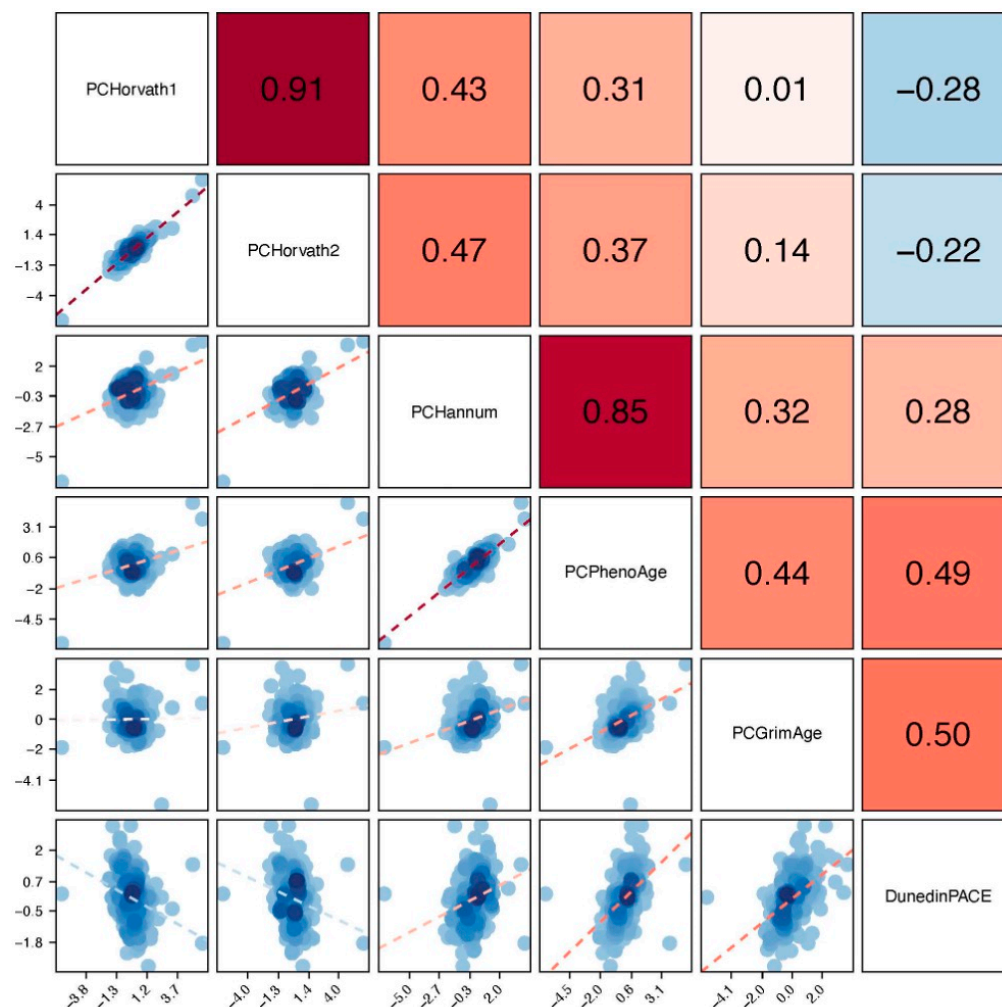 PCHorvath1 0.91 0.43 0.31 0.01 −0.28
4
1.4
−1.3
−4
PCHorvath2 0.47 0.37 0.14 −0.22
2
−0.3
−2.7
−5
PCHannum 0.85 0.32 0.28
3.1
0.6
−2
−4.5
PCPhenoAge 0.44 0.49
2
0
−2
−4.1
PCGrimAge 0.50
2
0.7
−0.5
−1.8
DunedinPACE
−3.8 −1.3 1.2 3.7 −4.0 −1.3 1.4 4.0 −5.0 −2.7 −0.3 2.0 −4.5 −2.0 0.6 3.1 −4.1 −2.0 0.0 2.2